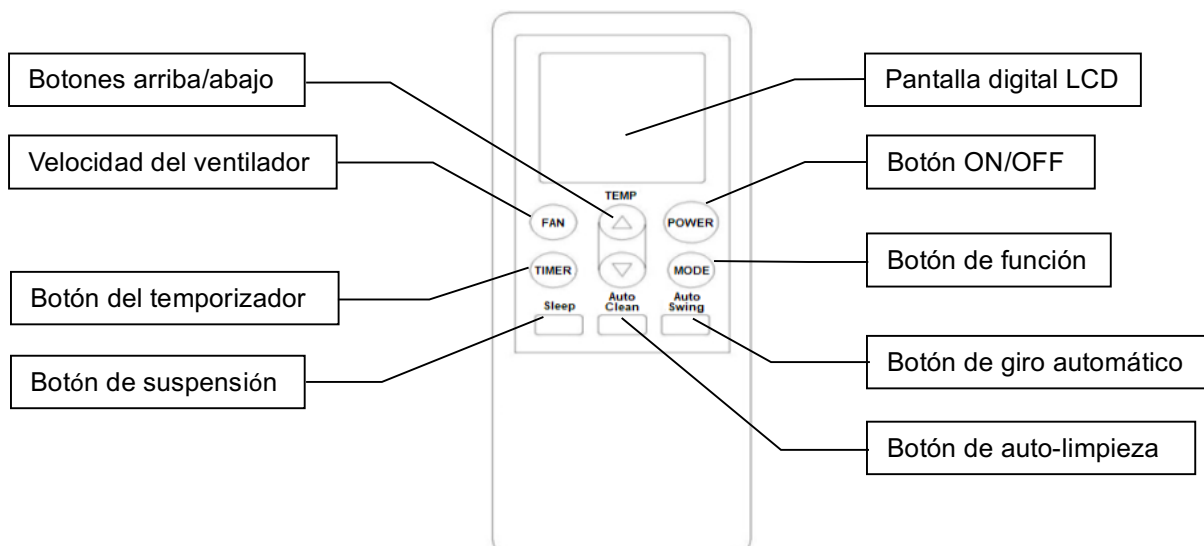 Botones arriba/abajo
Pantalla digital LCD
Velocidad del ventilador
Botón ON/OFF
TEMP
FAN
POWER
TIMER
MODE
Botón de función
Botón del temporizador
Sleep
Auto
Clean
Auto
Swing
Botón de suspensión
Botón de giro automático
Botón de auto-limpieza